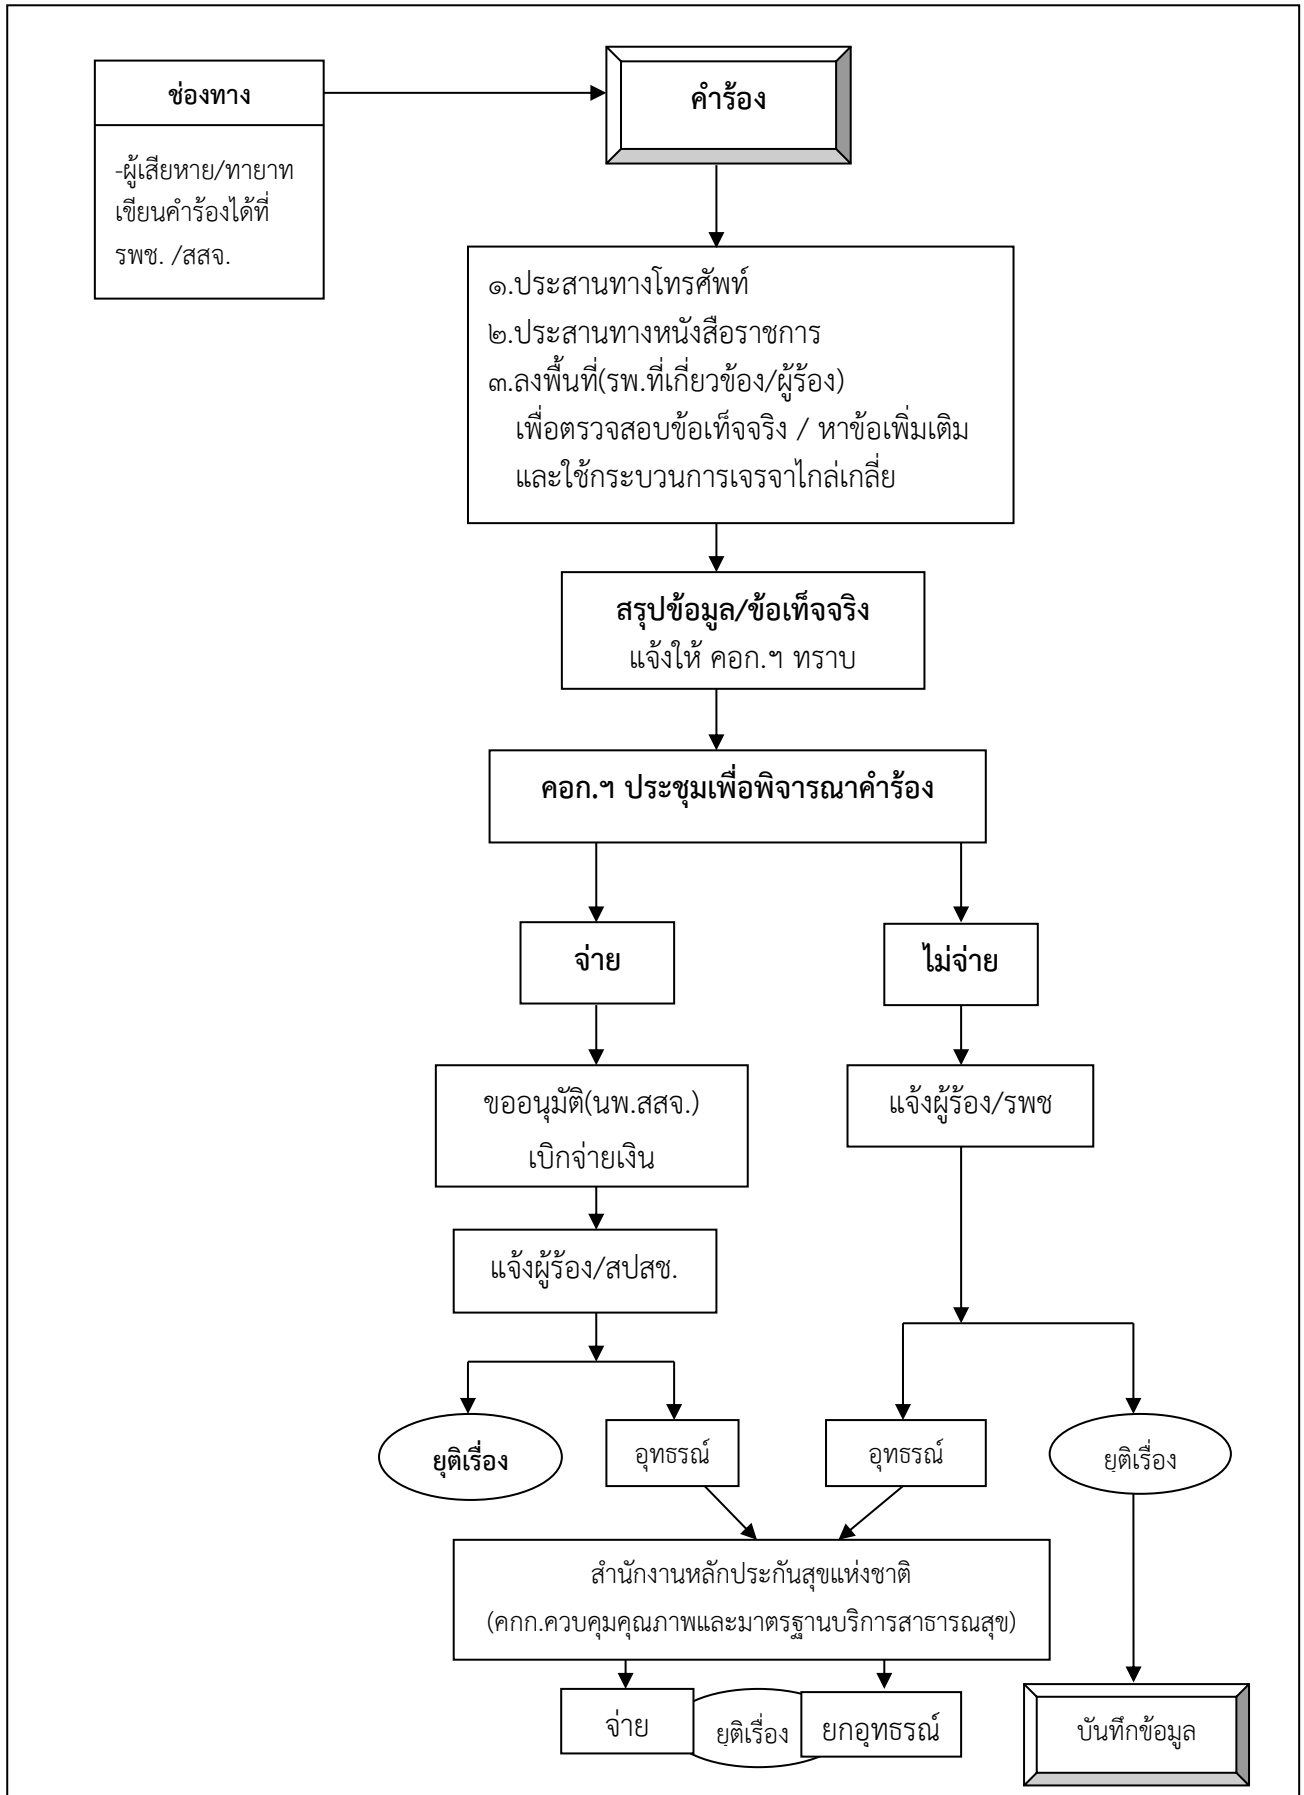 ช่องทาง
คำร้อง
-ผู้เสียหาย/ทายาท
เขียนคำร้องได้ที่
รพช. /สสจ.
๑.ประสานทางโทรศัพท์
๒.ประสานทางหนังสือราชการ
๓.ลงพื้นที่(รพ.ที่เกี่ยวข้อง/ผู้ร้อง)
เพื่อตรวจสอบข้อเท็จจริง / หาข้อเพิ่มเติม
และใช้กระบวนการเจรจาไกล่เกลี่ย
สรุปข้อมูล/ข้อเท็จจริง
แจ้งให้ คอก.ฯ ทราบ
คอก.ฯ ประชุมเพื่อพิจารณาคำร้อง
จ่าย
ไม่จ่าย
ขออนุมัติ(นพ.สสจ.)
เบิกจ่ายเงิน
แจ้งผู้ร้อง/รพช
แจ้งผู้ร้อง/สปสช.
ยุติเรื่อง
อุทธรณ์
อุทธรณ์
ยุติเรื่อง
สำนักงานหลักประกันสุขแห่งชาติ
(คกก.ควบคุมคุณภาพและมาตรฐานบริการสาธารณสุข)
จ่าย
ยุติเรื่อง
ยกอุทธรณ์
บันทึกข้อมูล